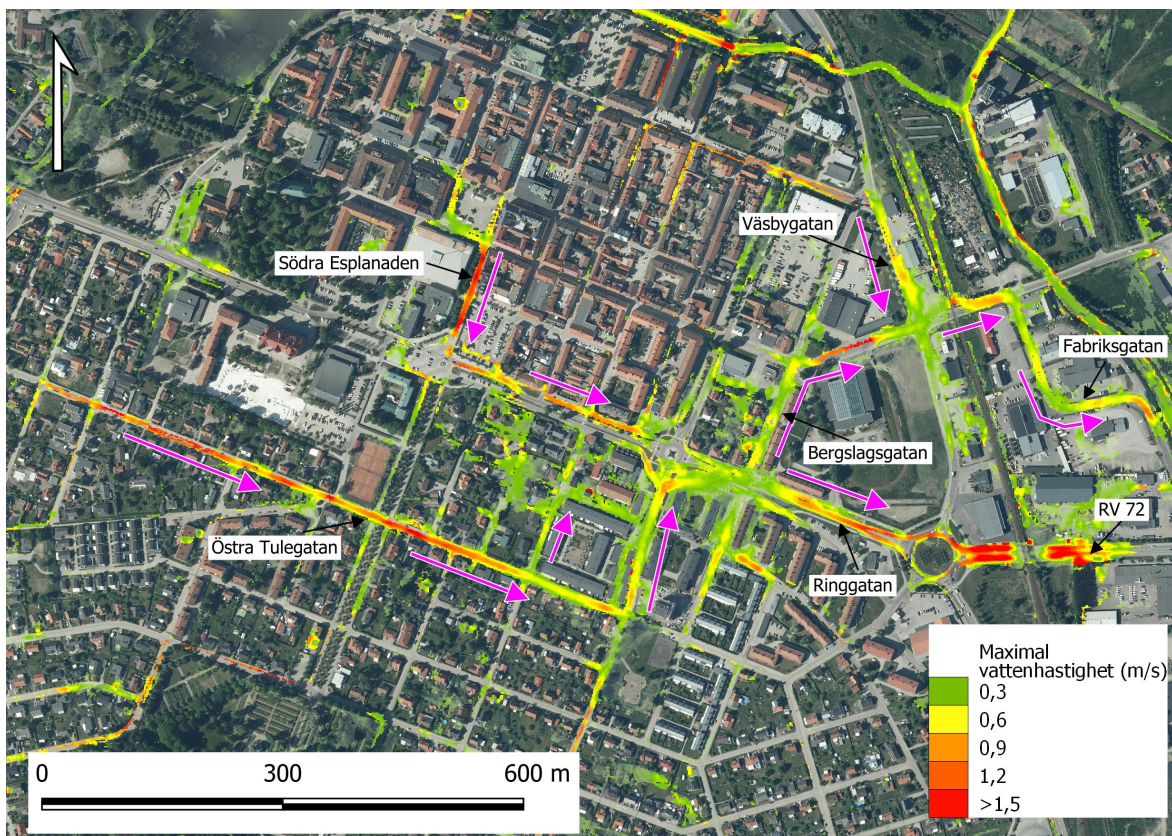 Väsbygatan
Södra Esplanaden
Fabriksgatan
Bergslagsgatan
RV 72
Östra Tulegatan
Ringgatan
Maximal
vattenhastighet (m/s)
0,3
0,6
0,9
1,2
>1,5
0 300 600 m